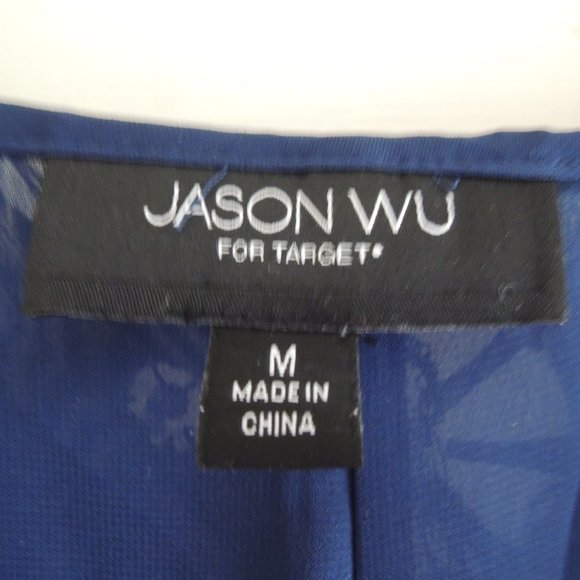 JASON WU
FOR TARGET®
M
MADE IN
CHINA